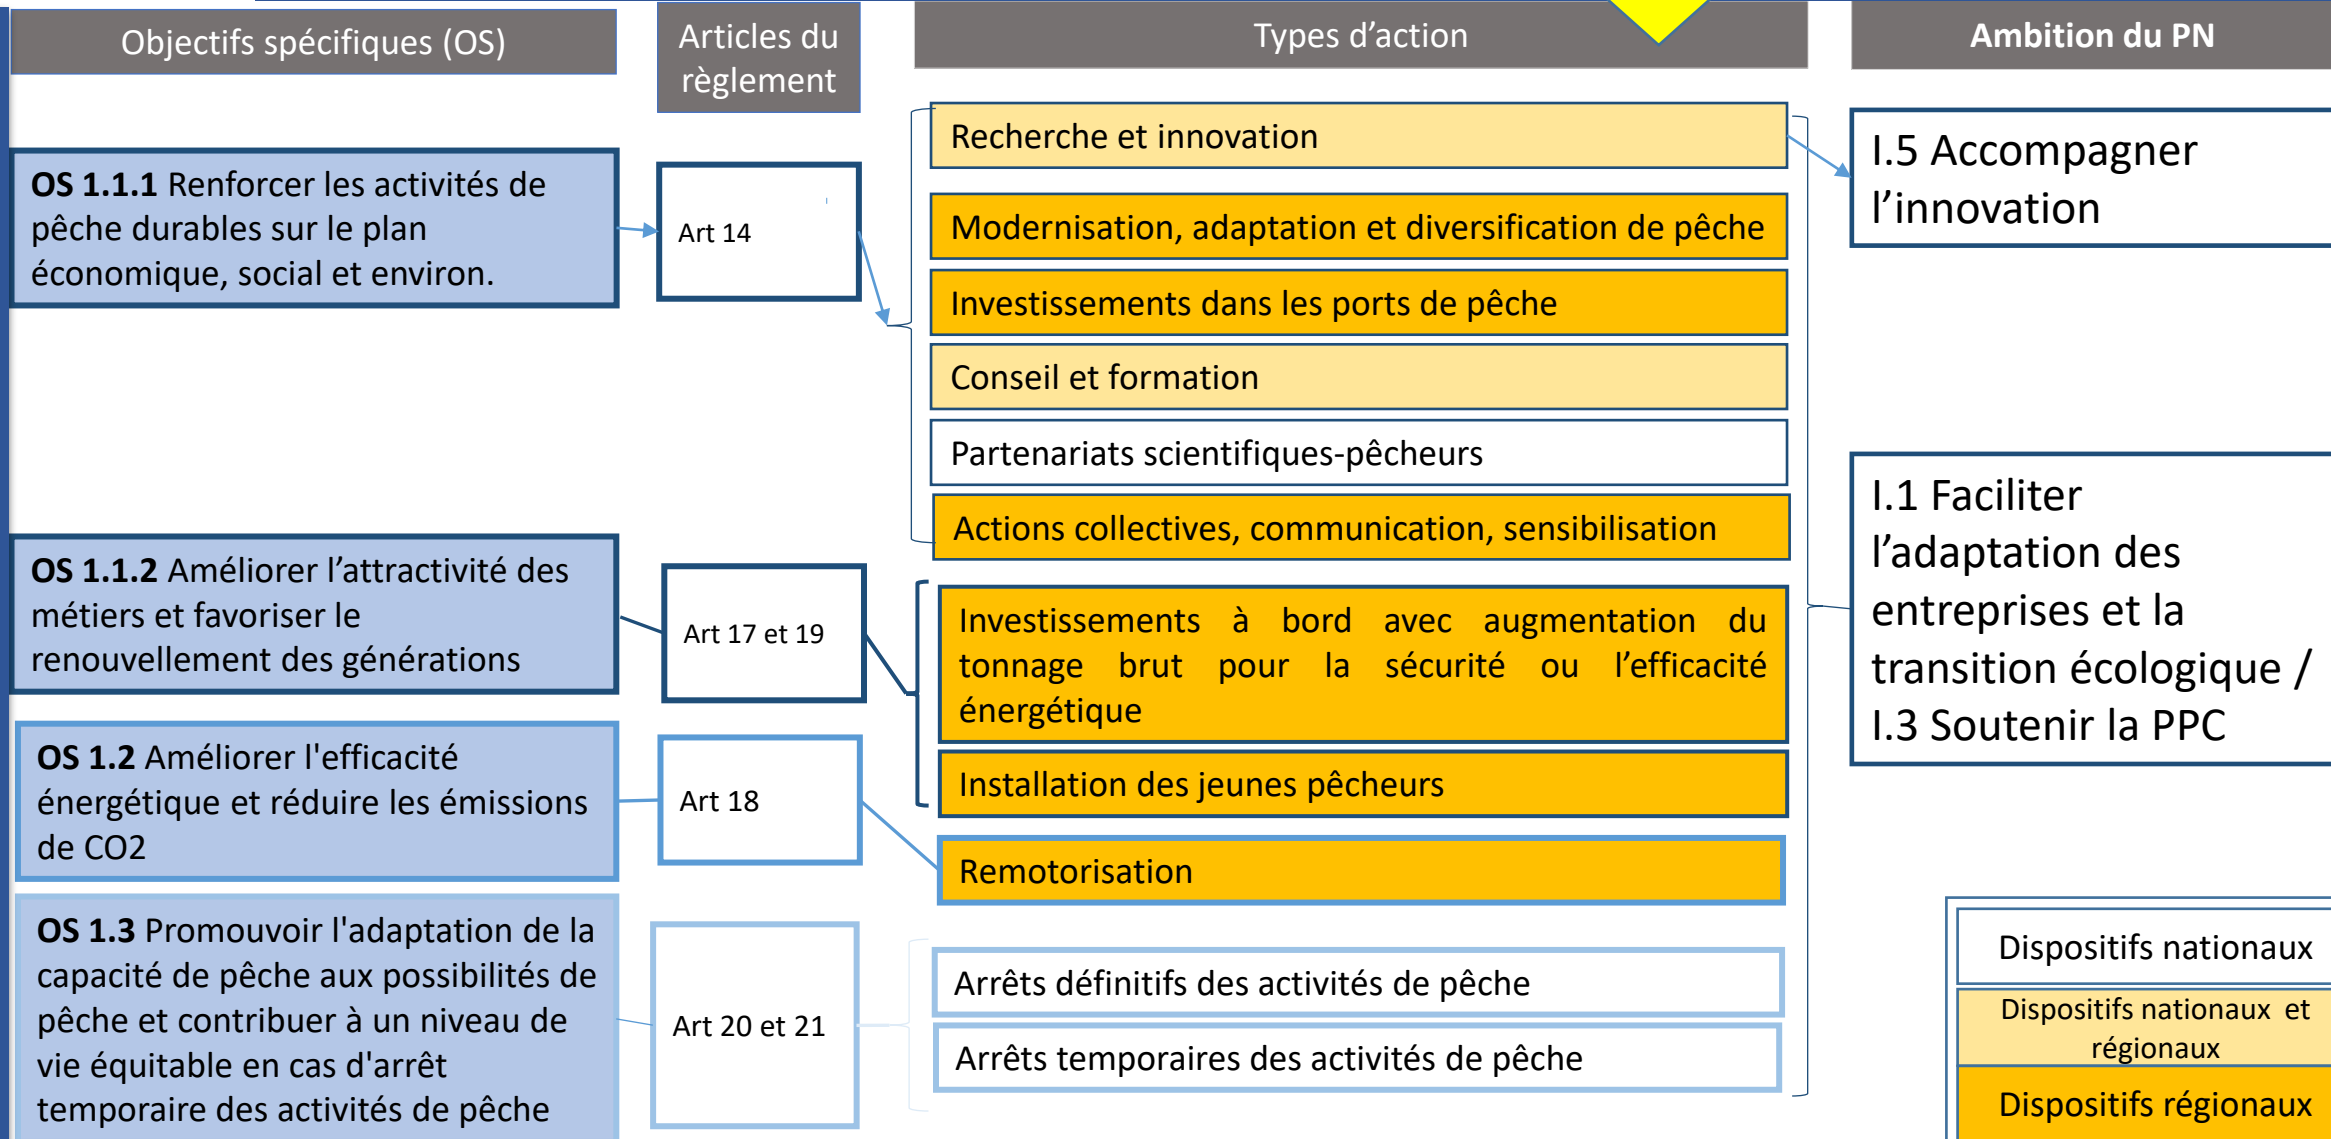 Objectifs spécifiques (OS)
Articles du
règlement
Types d’action
Ambition du PN
OS 1.1.1 Renforcer les activités de
pêche durables sur le plan
économique, social et environ.
Art 14
Recherche et innovation
Modernisation, adaptation et diversification de pêche
Investissements dans les ports de pêche
Conseil et formation
Partenariats scientifiques-pêcheurs
Actions collectives, communication, sensibilisation
I.5 Accompagner
l’innovation
OS 1.1.2 Améliorer l’attractivité des
métiers et favoriser le
renouvellement des générations
Art 17 et 19
Investissements à bord avec augmentation du
tonnage brut pour la sécurité ou l’efficacité
énergétique
Installation des jeunes pêcheurs
I.1 Faciliter
l’adaptation des
entreprises et la
transition écologique /
I.3 Soutenir la PPC
OS 1.2 Améliorer l'efficacité
énergétique et réduire les émissions
de CO2
Art 18
Remotorisation
OS 1.3 Promouvoir l'adaptation de la
capacité de pêche aux possibilités de
pêche et contribuer à un niveau de
vie équitable en cas d'arrêt
temporaire des activités de pêche
Art 20 et 21
Arrêts définitifs des activités de pêche
Arrêts temporaires des activités de pêche
Dispositifs nationaux
Dispositifs nationaux et
régionaux
Dispositifs régionaux